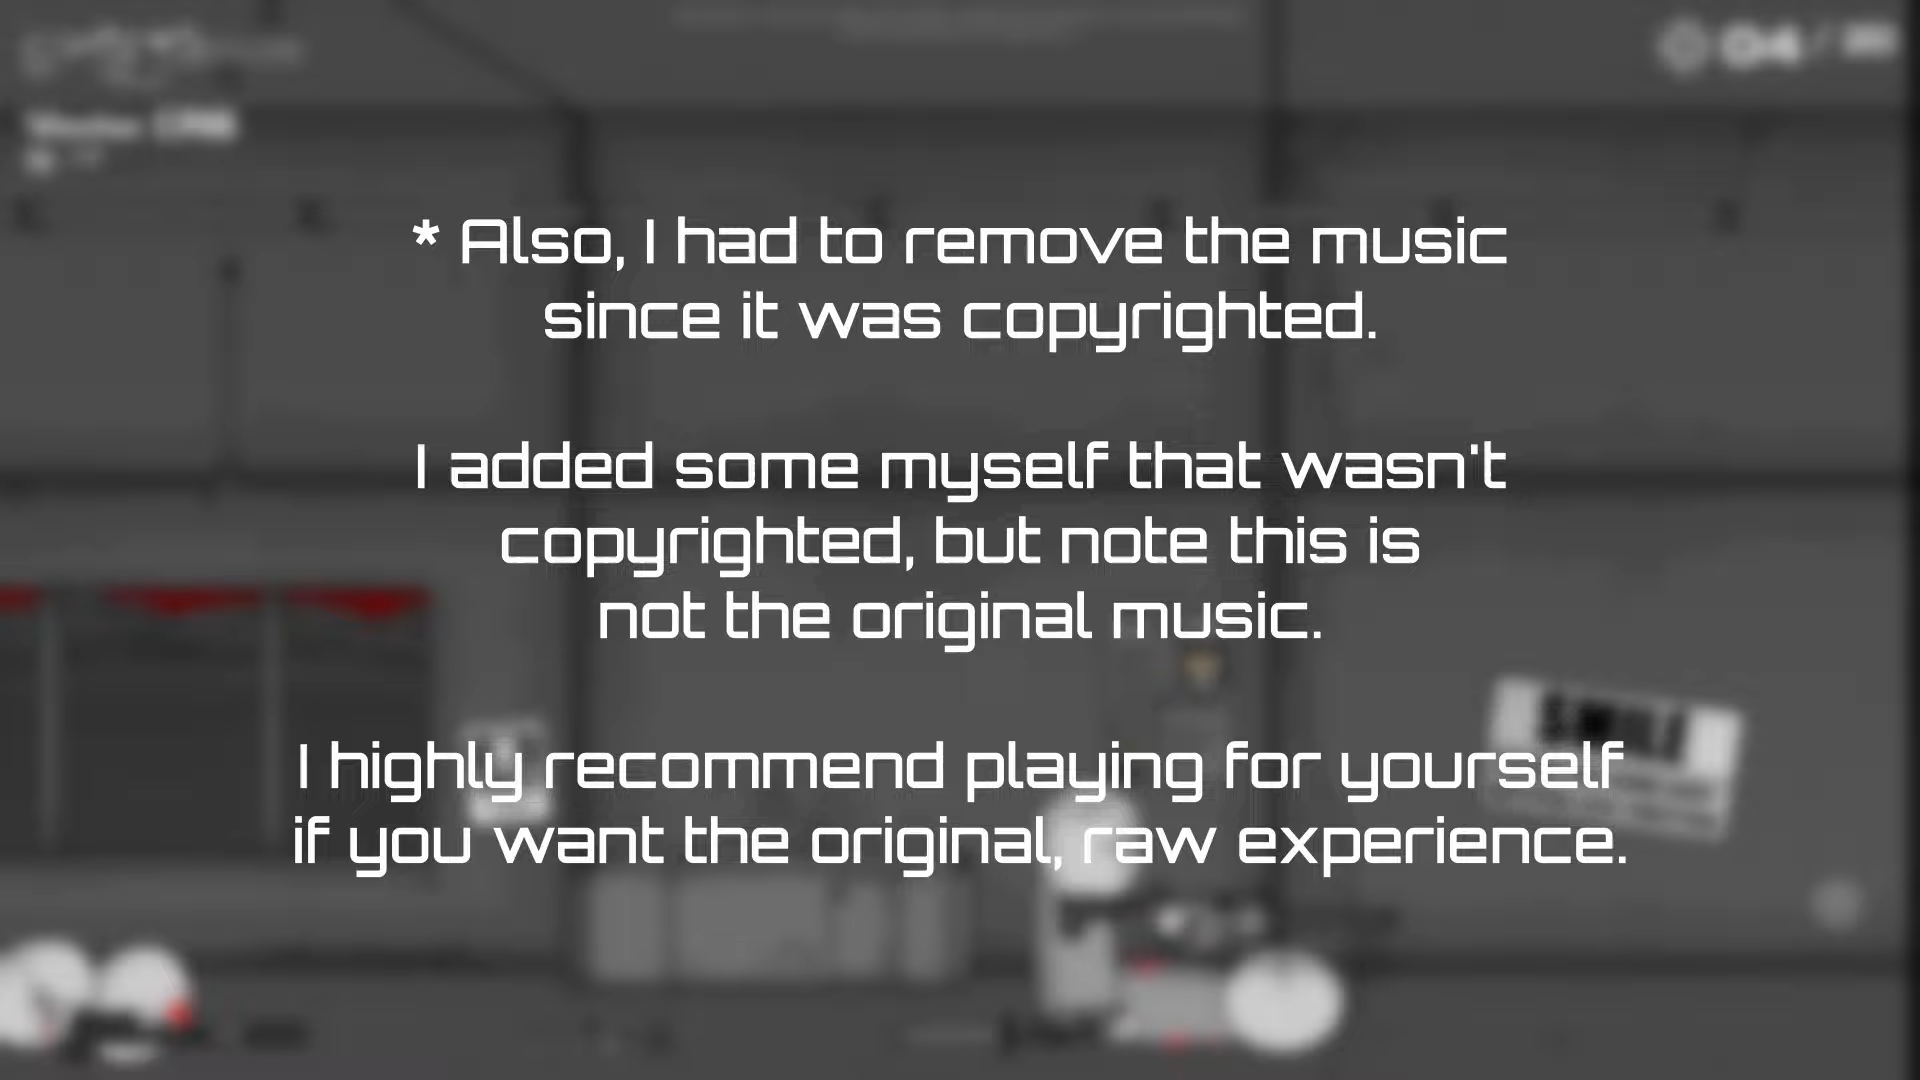 * Also, I had to remove the music
since it was copyrighted.
I added some myself that wasn't
copyrighted, but note this is
not the original music.
SMILE
I highly recommend playing for yourself
if you want the original, raw experience.